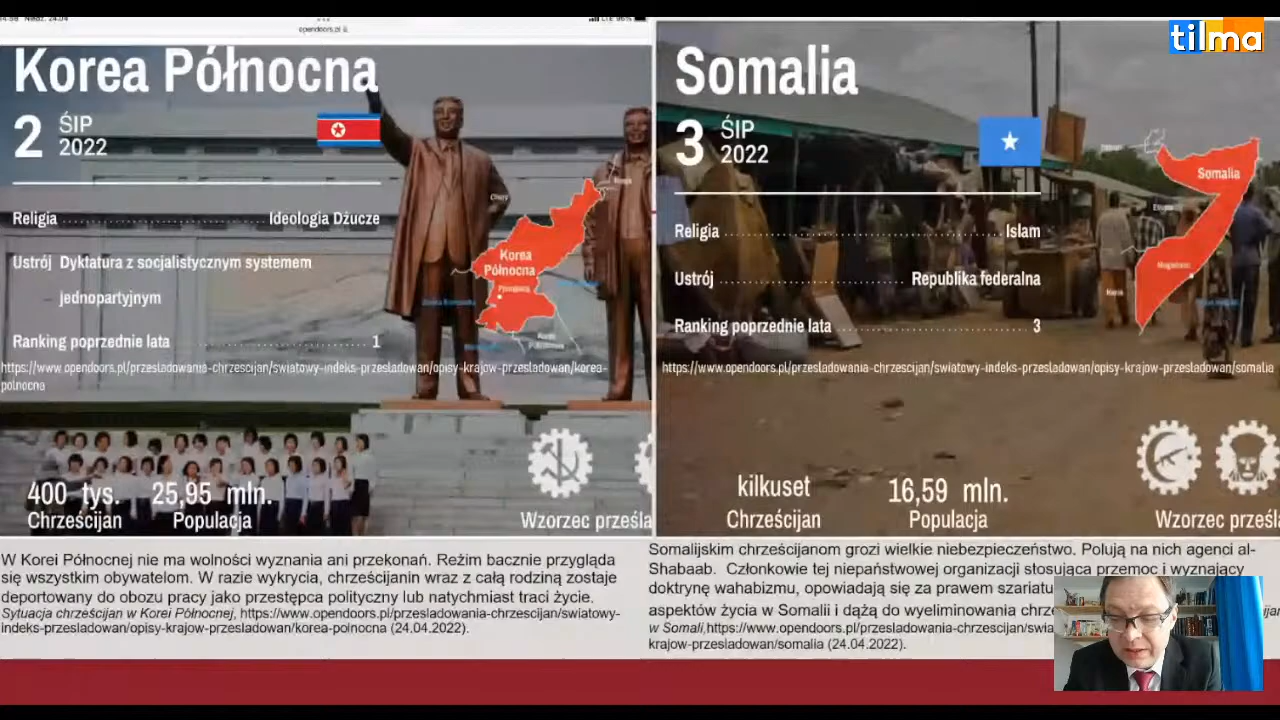 opendoors.pl
tilma
Korea Północna
2 ŚIP
2022
Religia Ideologia Dżucze
Ustrój Dyktatura z socjalistycznym systemem
jednopartyjnym
Ranking poprzednie lata 1
https://www.opendoors.pl/przesladowania-chrzescijan/swiatowy-indeks-przesladowan/opisy-krajow-przesladowan/korea-
polnocna
Korea
Północna
400 tys. 25,95 mln.
Chrześcijan Populacja
Wzorzec prześla
W Korei Północnej nie ma wolności wyznania ani przekonań. Reżim bacznie przygląda
się wszystkim obywatelom. W razie wykrycia, chrześcijanin wraz z całą rodziną zostaje
deportowany do obozu pracy jako przestępca polityczny lub natychmiast traci życie.
Sytuacja chrześcijan w Korei Północnej, https://www.opendoors.pl/przesladowania-chrzescijan/swiatowy-
indeks-przesladowan/opisy-krajow-przesladowan/korea-polnocna (24.04.2022).
Somalia
3 ŚIP
2022
Religia Islam
Ustrój Republika federalna
Ranking poprzednie lata 3
https://www.opendoors.pl/przesladowania-chrzescijan/swiatowy-indeks-przesladowan/opisy-krajow-przesladowan/somalia
Somalia
kilkuset 16,59 mln.
Chrześcijan Populacja
Wzorzec prześla
Somalijskim chrześcijanom grozi wielkie niebezpieczeństwo. Polują na nich agenci al-
Shabaab. Członkowie tej niepaństwowej organizacji stosująca przemoc i wyznający
doktrynę wahabizmu, opowiadają się za prawem szariatu
aspektów życia w Somalii i dążą do wyeliminowania chrze
w Somali,https://www.opendoors.pl/przesladowania-chrzescijan/swia
krajow-przesladowan/somalia (24.04.2022).